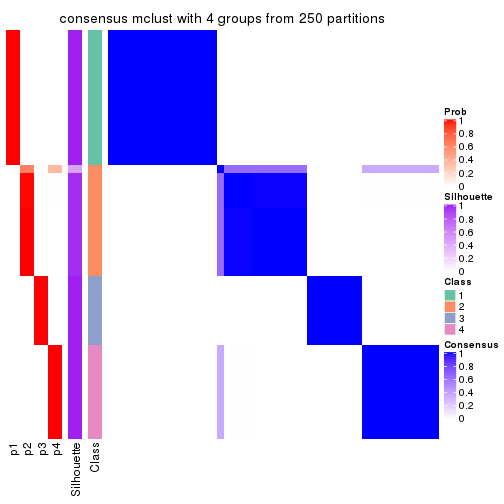 consensus mclust with 4 groups from 250 partitions
Prob
1
0.8
0.6
0.4
0.2
0
Silhouette
1
0.8
0.6
0.4
0.2
0
Class
1
2
3
4
Consensus
1
0.8
0.6
0.4
0.2
0
p1
p2
p3
p4
Silhouette
Class